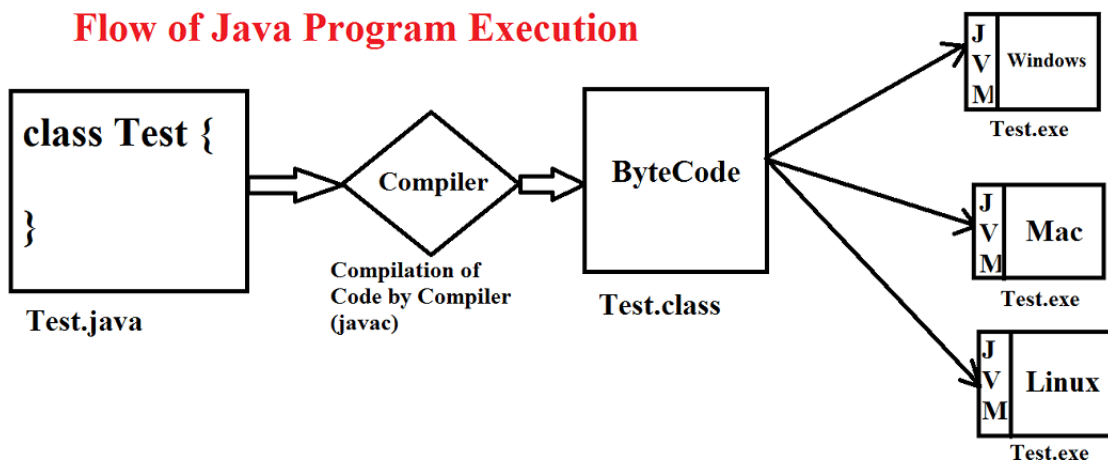 Flow of Java Program Execution
class Test {
}
Test.java
Compiler
Compilation of
Code by Compiler
(javac)
ByteCode
Test.class
J
V
M
Windows
Test.exe
J
V
M
Mac
Test.exe
J
V
M
Linux
Test.exe